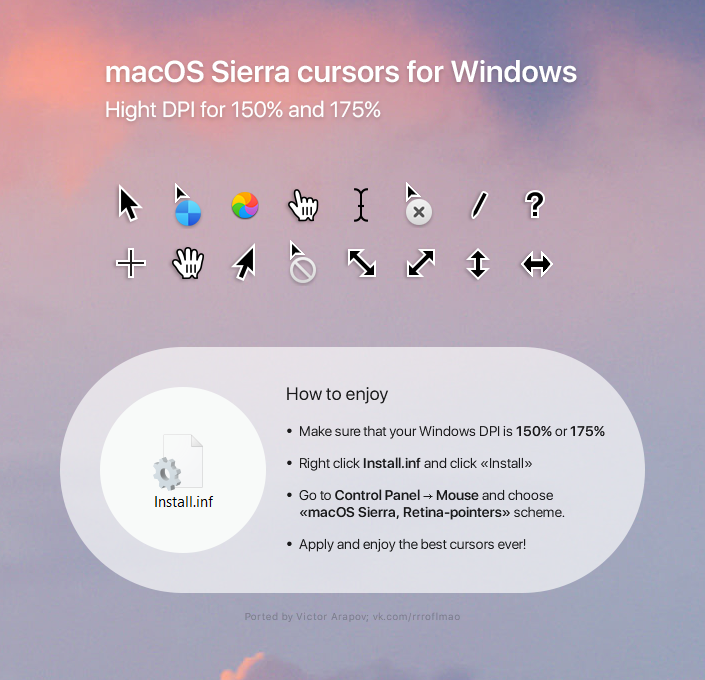 macOS Sierra cursors for Windows
Hight DPI for 150% and 175%
?
How to enjoy
• Make sure that your Windows DPI is 150% or 175%
• Right click Install.inf and click «Install»
• Go to Control Panel → Mouse and choose
«macOS Sierra, Retina-pointers» scheme.
• Apply and enjoy the best cursors ever!
Install.inf
Ported by Victor Arapov; vk.com/rrroflmao